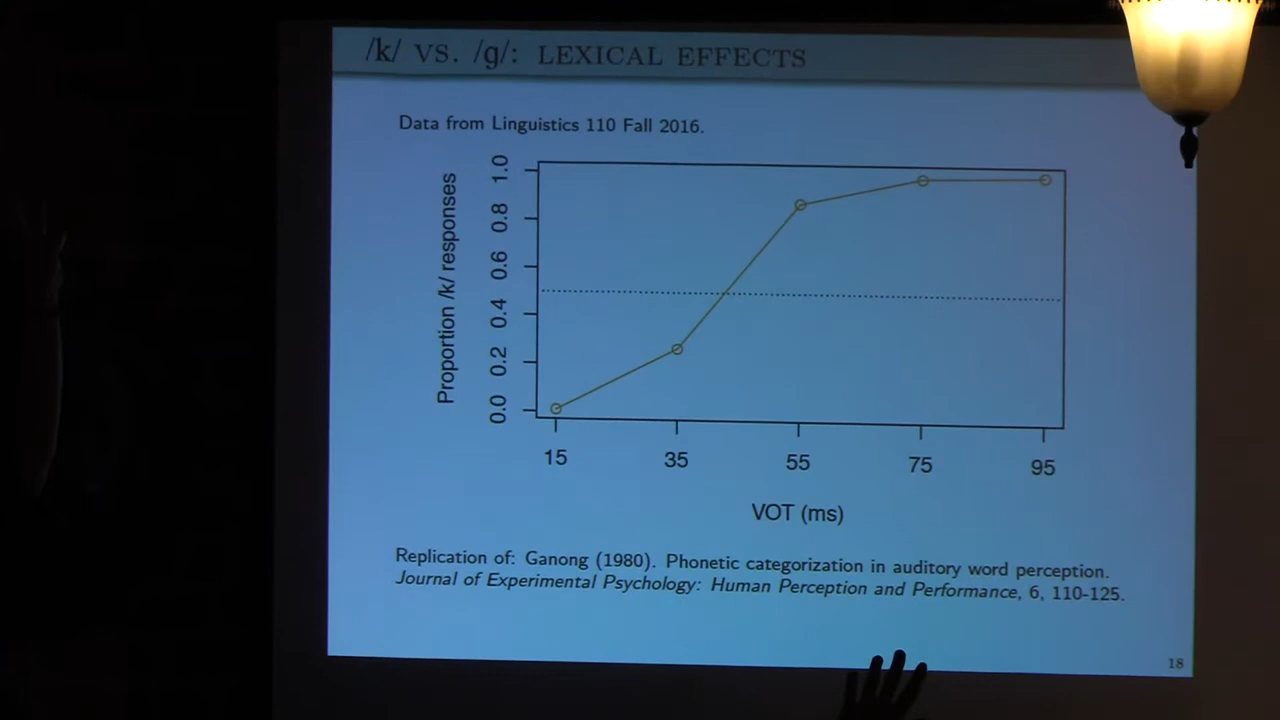 /k/ VS. /ɡ/: LEXICAL EFFECTS
Data from Linguistics 110 Fall 2016.
Proportion /k/ responses
1.0
0.8
0.6
0.4
0.2
0.0
15 35 55 75 95
VOT (ms)
Replication of: Ganong (1980). Phonetic categorization in auditory word perception.
Journal of Experimental Psychology: Human Perception and Performance, 6, 110-125.
18